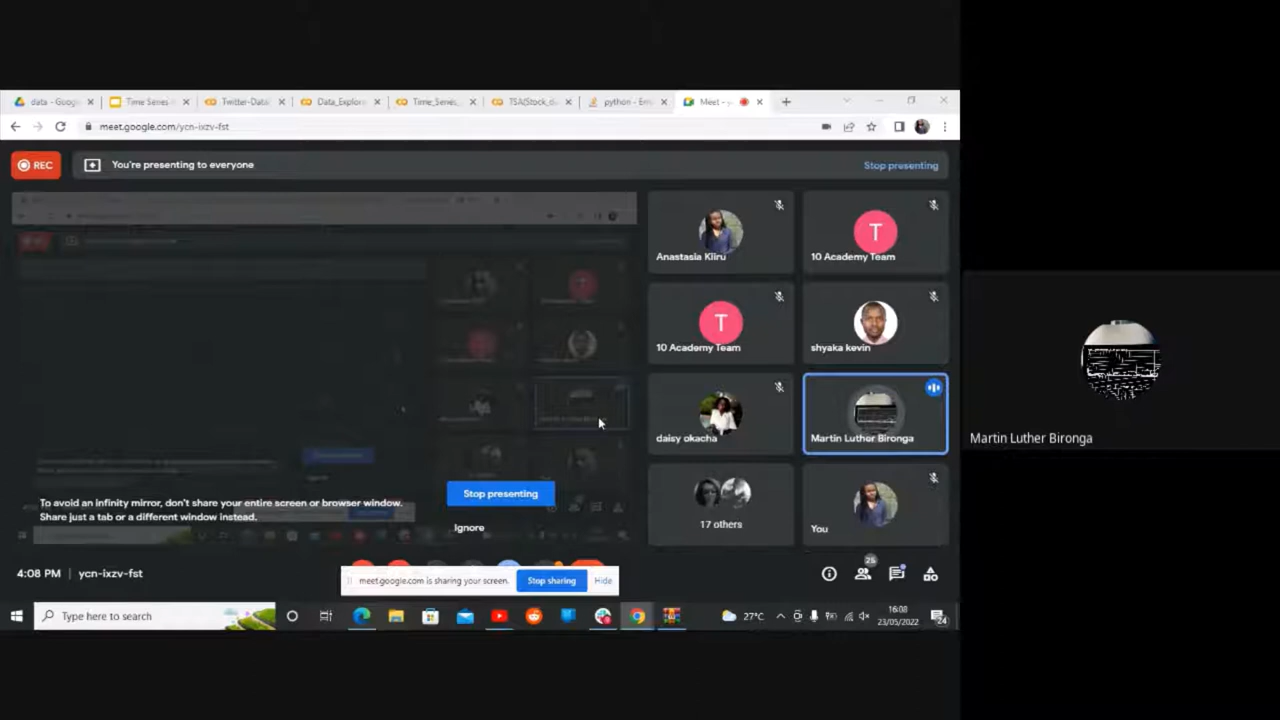 data - Goog
Time Series
Twitter-Data
Data_Explor
Time_Series_
TSA(Stock_d
python - Em
Meet - y
meet.google.com/ycn-ixzv-fst
REC
You're presenting to everyone
Stop presenting
Anastasia Kiiru
10 Academy Team
10 Academy Team
shyaka kevin
daisy okacha
Martin Luther Bironga
Martin Luther Bironga
To avoid an infinity mirror, don't share your entire screen or browser window.
Share just a tab or a different window instead.
Stop presenting
Ignore
17 others
You
4:08 PM | ycn-ixzv-fst
25
meet.google.com is sharing your screen.
Stop sharing
Hide
Type here to search
27°C
16:08
23/05/2022
24